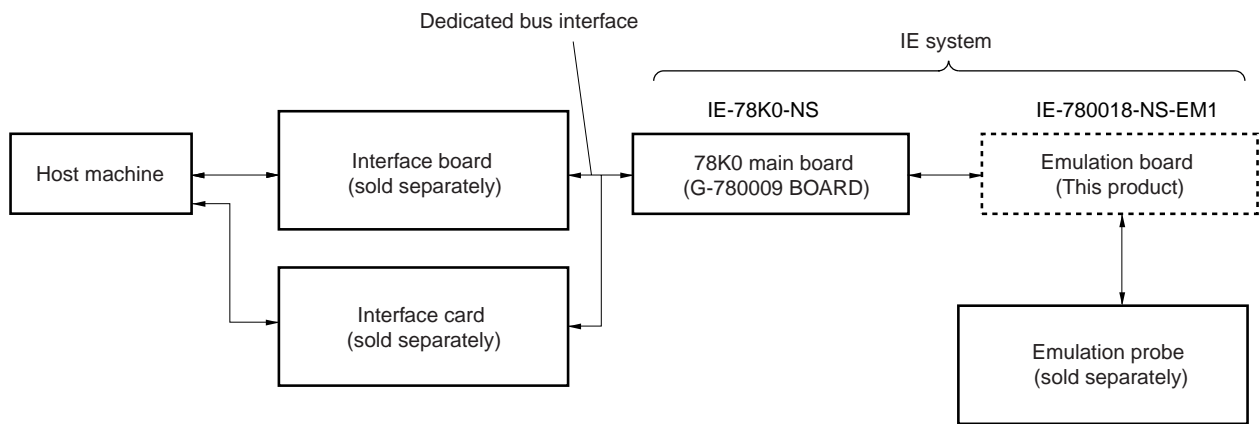 Dedicated bus interface
IE system
IE-78K0-NS
IE-780018-NS-EM1
Host machine
Interface board
(sold separately)
78K0 main board
(G-780009 BOARD)
Emulation board
(This product)
Interface card
(sold separately)
Emulation probe
(sold separately)